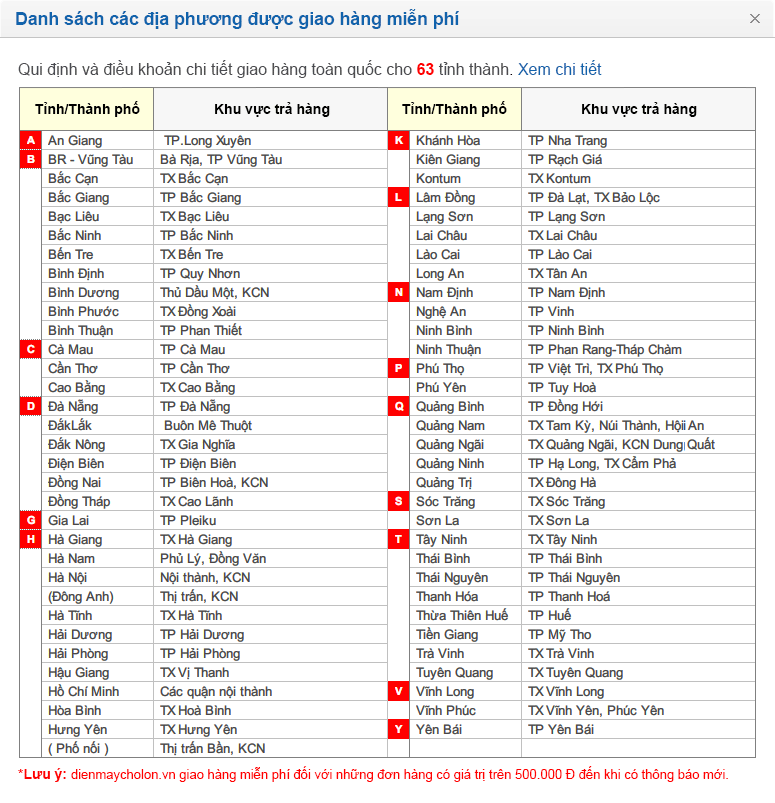 Danh sách các địa phương được giao hàng miễn phí ×
Qui định và điều khoản chi tiết giao hàng toàn quốc cho 63 tỉnh thành. Xem chi tiết
Tỉnh/Thành phố Khu vực trả hàng Tỉnh/Thành phố Khu vực trả hàng
A An Giang TP.Long Xuyên K Khánh Hòa TP Nha Trang
B BR - Vũng Tàu Bà Rịa, TP Vũng Tàu Kiên Giang TP Rạch Giá
Bắc Cạn TX Bắc Cạn Kontum TX Kontum
Bắc Giang TP Bắc Giang L Lâm Đồng TP Đà Lạt, TX Bảo Lộc
Bạc Liêu TX Bạc Liêu Lạng Sơn TP Lạng Sơn
Bắc Ninh TP Bắc Ninh Lai Châu TX Lai Châu
Bến Tre TX Bến Tre Lào Cai TP Lào Cai
Bình Định TP Quy Nhơn Long An TX Tân An
Bình Dương Thủ Dầu Một, KCN N Nam Định TP Nam Định
Bình Phước TX Đồng Xoài Nghệ An TP Vinh
Bình Thuận TP Phan Thiết Ninh Bình TP Ninh Bình
C Cà Mau TP Cà Mau Ninh Thuận TP Phan Rang-Tháp Chàm
Cần Thơ TP Cần Thơ P Phú Thọ TP Việt Trì, TX Phú Thọ
Cao Bằng TX Cao Bằng Phú Yên TP Tuy Hoà
D Đà Nẵng TP Đà Nẵng Q Quảng Bình TP Đồng Hới
ĐắkLắk Buôn Mê Thuột Quảng Nam TX Tam Kỳ, Núi Thành, Hội An
Đắk Nông TX Gia Nghĩa Quảng Ngãi TX Quảng Ngãi, KCN Dung Quất
Điện Biên TP Điện Biên Quảng Ninh TP Hạ Long, TX Cẩm Phả
Đồng Nai TP Biên Hoà, KCN Quảng Trị TX Đông Hà
Đồng Tháp TX Cao Lãnh S Sóc Trăng TX Sóc Trăng
G Gia Lai TP Pleiku Sơn La TX Sơn La
H Hà Giang TX Hà Giang T Tây Ninh TX Tây Ninh
Hà Nam Phủ Lý, Đồng Văn Thái Bình TP Thái Bình
Hà Nội Nội thành, KCN Thái Nguyên TP Thái Nguyên
(Đông Anh) Thị trấn, KCN Thanh Hóa TP Thanh Hoá
Hà Tĩnh TX Hà Tĩnh Thừa Thiên Huế TP Huế
Hải Dương TP Hải Dương Tiền Giang TP Mỹ Tho
Hải Phòng TP Hải Phòng Trà Vinh TX Trà Vinh
Hậu Giang TX Vị Thanh Tuyên Quang TX Tuyên Quang
Hồ Chí Minh Các quận nội thành V Vĩnh Long TX Vĩnh Long
Hòa Bình TX Hoà Bình Vĩnh Phúc TX Vĩnh Yên, Phúc Yên
Hưng Yên TX Hưng Yên Y Yên Bái TP Yên Bái
( Phố nối ) Thị trấn Bần, KCN
*Lưu ý: dienmaycholon.vn giao hàng miễn phí đối với những đơn hàng có giá trị trên 500.000 Đ đến khi có thông báo mới.